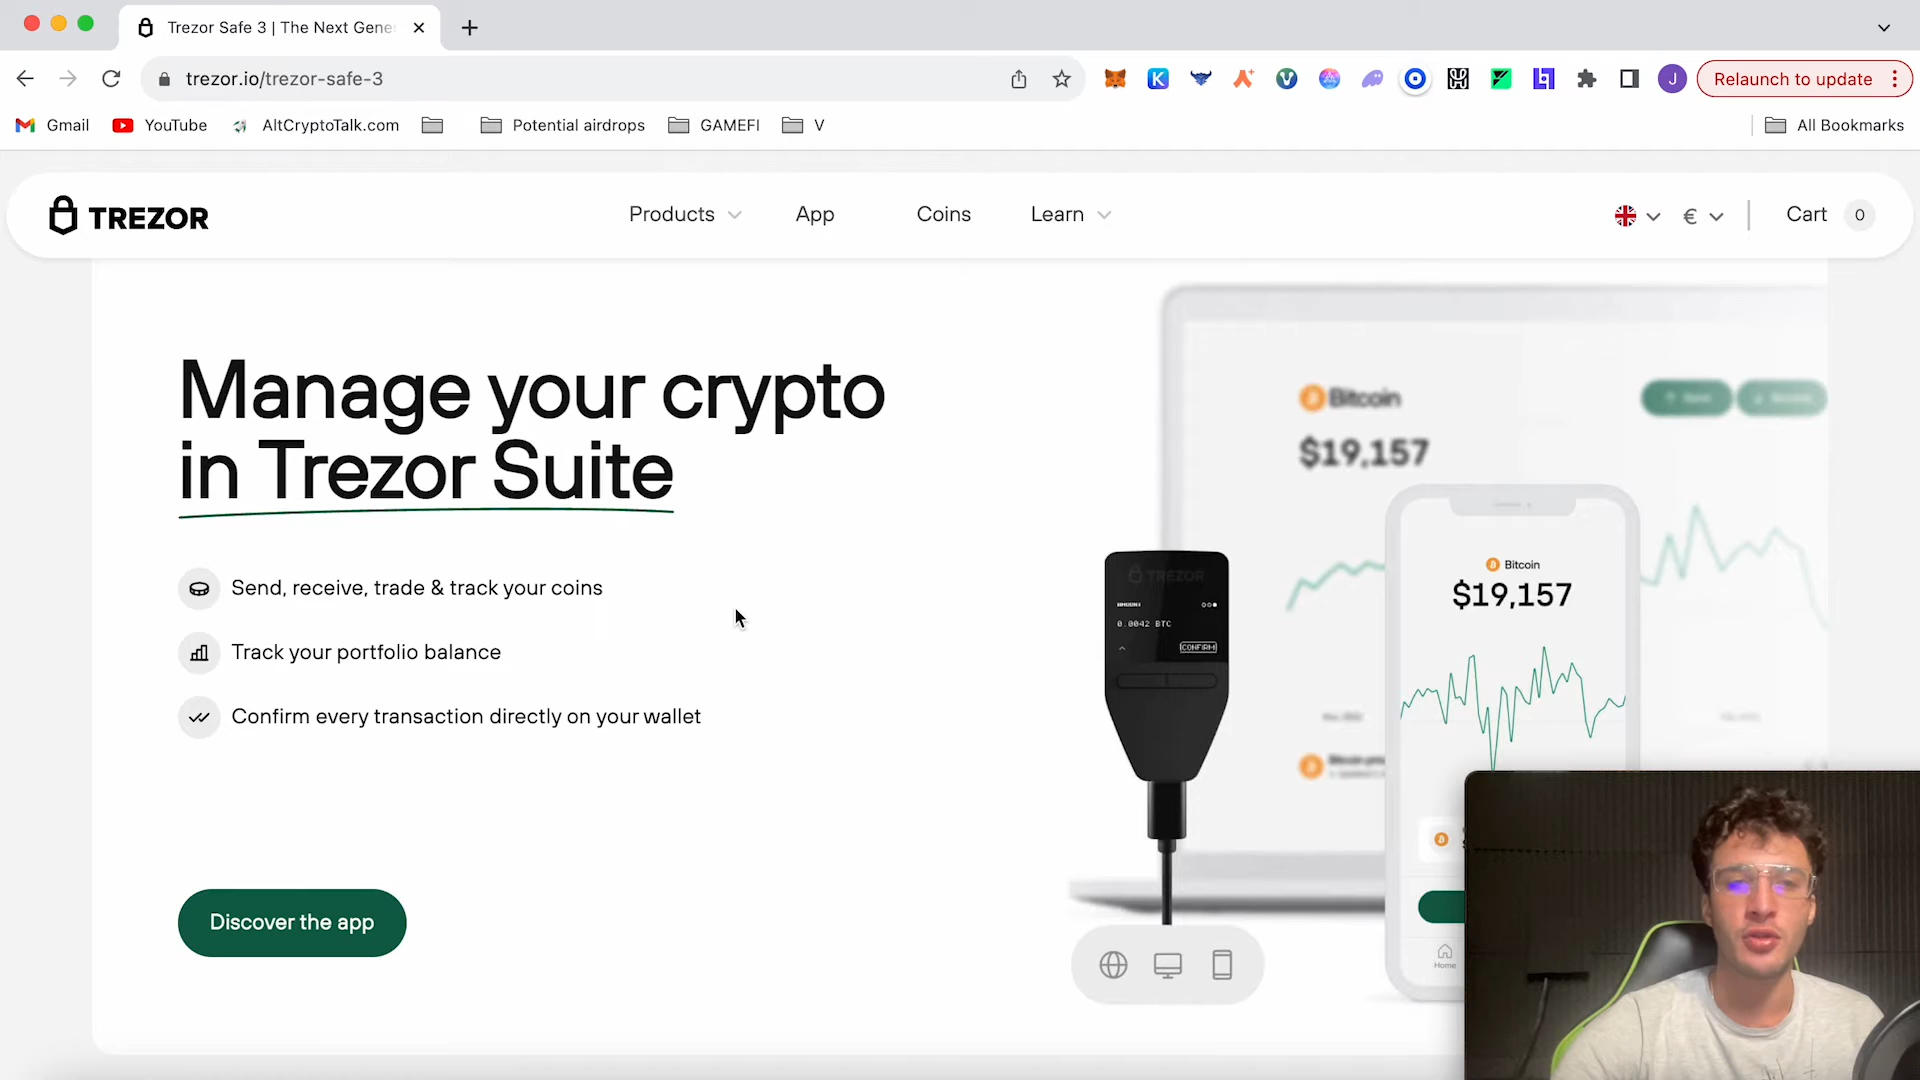 Trezor Safe 3 | The Next Gene
trezor.io/trezor-safe-3
J
Relaunch to update
Gmail
YouTube
AltCryptoTalk.com
Potential airdrops
GAMEFI
V
All Bookmarks
TREZOR
Products
App
Coins
Learn
€
Cart
0
Manage your crypto
in Trezor Suite
Send, receive, trade & track your coins
Track your portfolio balance
Confirm every transaction directly on your wallet
Discover the app
Bitcoin
$19,157
TREZOR
0.0042 BTC
CONFIRM
Bitcoin
$19,157
Home